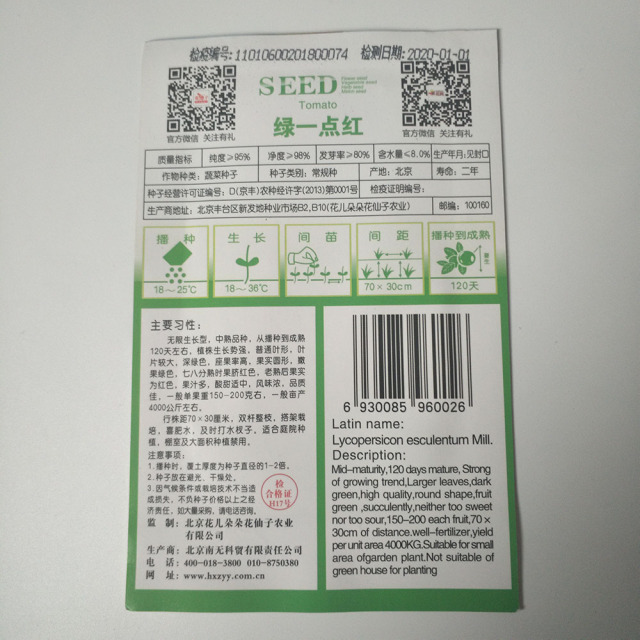 检疫编号:11010600201800074 检测日期:2020-01-01
SEED
Flower seed
Vegetable seed
Herb seed
Melon seed
Tomato
绿一点红
官方微信 关注有礼
官方微信 关注有礼
质量指标 纯度≥95% 净度≥98% 发芽率≥80% 含水量≤8.0% 生产年月:见封口
作物种类:蔬菜种子 种子类别:常规种 产地:北京 寿命:二年
种子经营许可证编号:D(京丰)农种经许字(2013)第0001号 检疫证明编号:
生产商地址:北京丰台区新发地种业市场B2,B10(花儿朵朵花仙子农业) 邮编:100160
播种 生长 间苗 间距 播种到成熟
18~25℃ 18~36℃ 70×30cm 120天
主要习性:
无限生长型,中熟品种,从播种到成熟
120天左右,植株生长势强,普通叶形,叶
片较大,深绿色,座果率高,果实圆形,嫩
果绿色,七八分熟时果脐红色,老熟后果实
为红色,果汁多,酸甜适中,风味浓,品质
佳,一般单果重150-200克右,一般亩产
4000公斤左右。
行株距70×30厘米,双杆整枝,搭架栽
培,喜肥水,及时打水杈子。适合庭院种
植,棚室及大面积种植禁用。
注意事项:
1.播种时,覆土厚度为种子直径的1-2倍。
2.种子放在避光、干燥处。
3.因气候条件或栽培技术不当造
成损失,不负种子价格以上之经
济责任,如大量采购,请电话咨询。
检
合格证
H17号
监 制:北京花儿朵朵花仙子农业
有限公司
生产商:北京南无科贸有限责任公司
电 话:400-018-3800 010-8750380
网 址:www.hxzyy.com.cn
6 930085 960026
Latin name:
Lycopersicon esculentum Mill.
Description:
Mid-maturity,120 days mature, Strong
of growing trend,Larger leaves,dark
green,high quality,round shape,fruit
green ,succulently,neither too sweet
nor too sour,150-200 each fruit,70×
30cm of distance.well-fertilizer,yield
per unit area 4000KG.Suitable for small
area ofgarden plant.Not suitable of
green house for planting